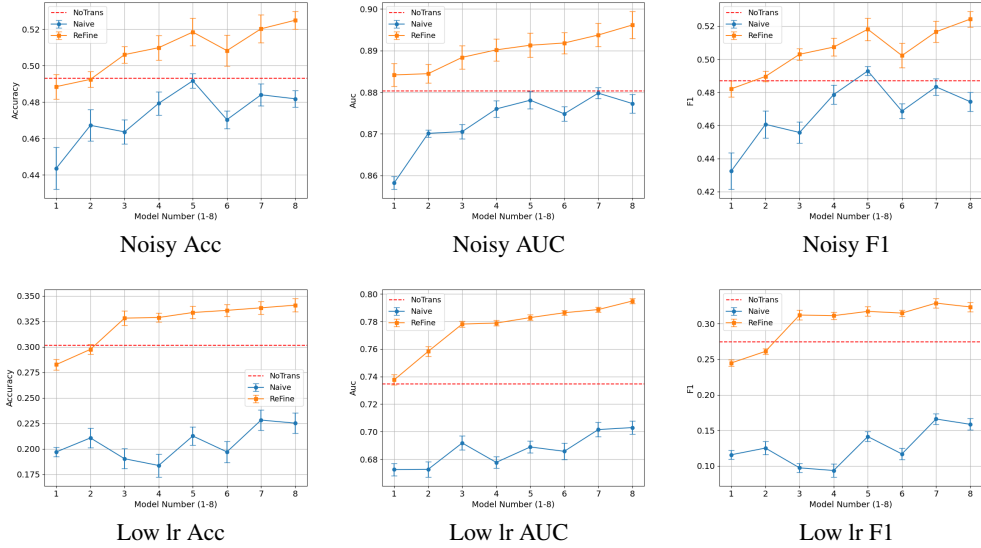 NoTrans
Naive
ReFine
Accuracy
0.52
0.50
0.48
0.46
0.44
1 2 3 4 5 6 7 8
Model Number (1-8)
Noisy Acc
NoTrans
Naive
ReFine
Auc
0.90
0.89
0.88
0.87
0.86
1 2 3 4 5 6 7 8
Model Number (1-8)
Noisy AUC
NoTrans
Naive
ReFine
F1
0.52
0.50
0.48
0.46
0.44
0.42
1 2 3 4 5 6 7 8
Model Number (1-8)
Noisy F1
NoTrans
Naive
ReFine
Accuracy
0.350
0.325
0.300
0.275
0.250
0.225
0.200
0.175
1 2 3 4 5 6 7 8
Model Number (1-8)
Low lr Acc
NoTrans
Naive
ReFine
Auc
0.80
0.78
0.76
0.74
0.72
0.70
0.68
1 2 3 4 5 6 7 8
Model Number (1-8)
Low lr AUC
NoTrans
Naive
ReFine
F1
0.30
0.25
0.20
0.15
0.10
1 2 3 4 5 6 7 8
Model Number (1-8)
Low lr F1